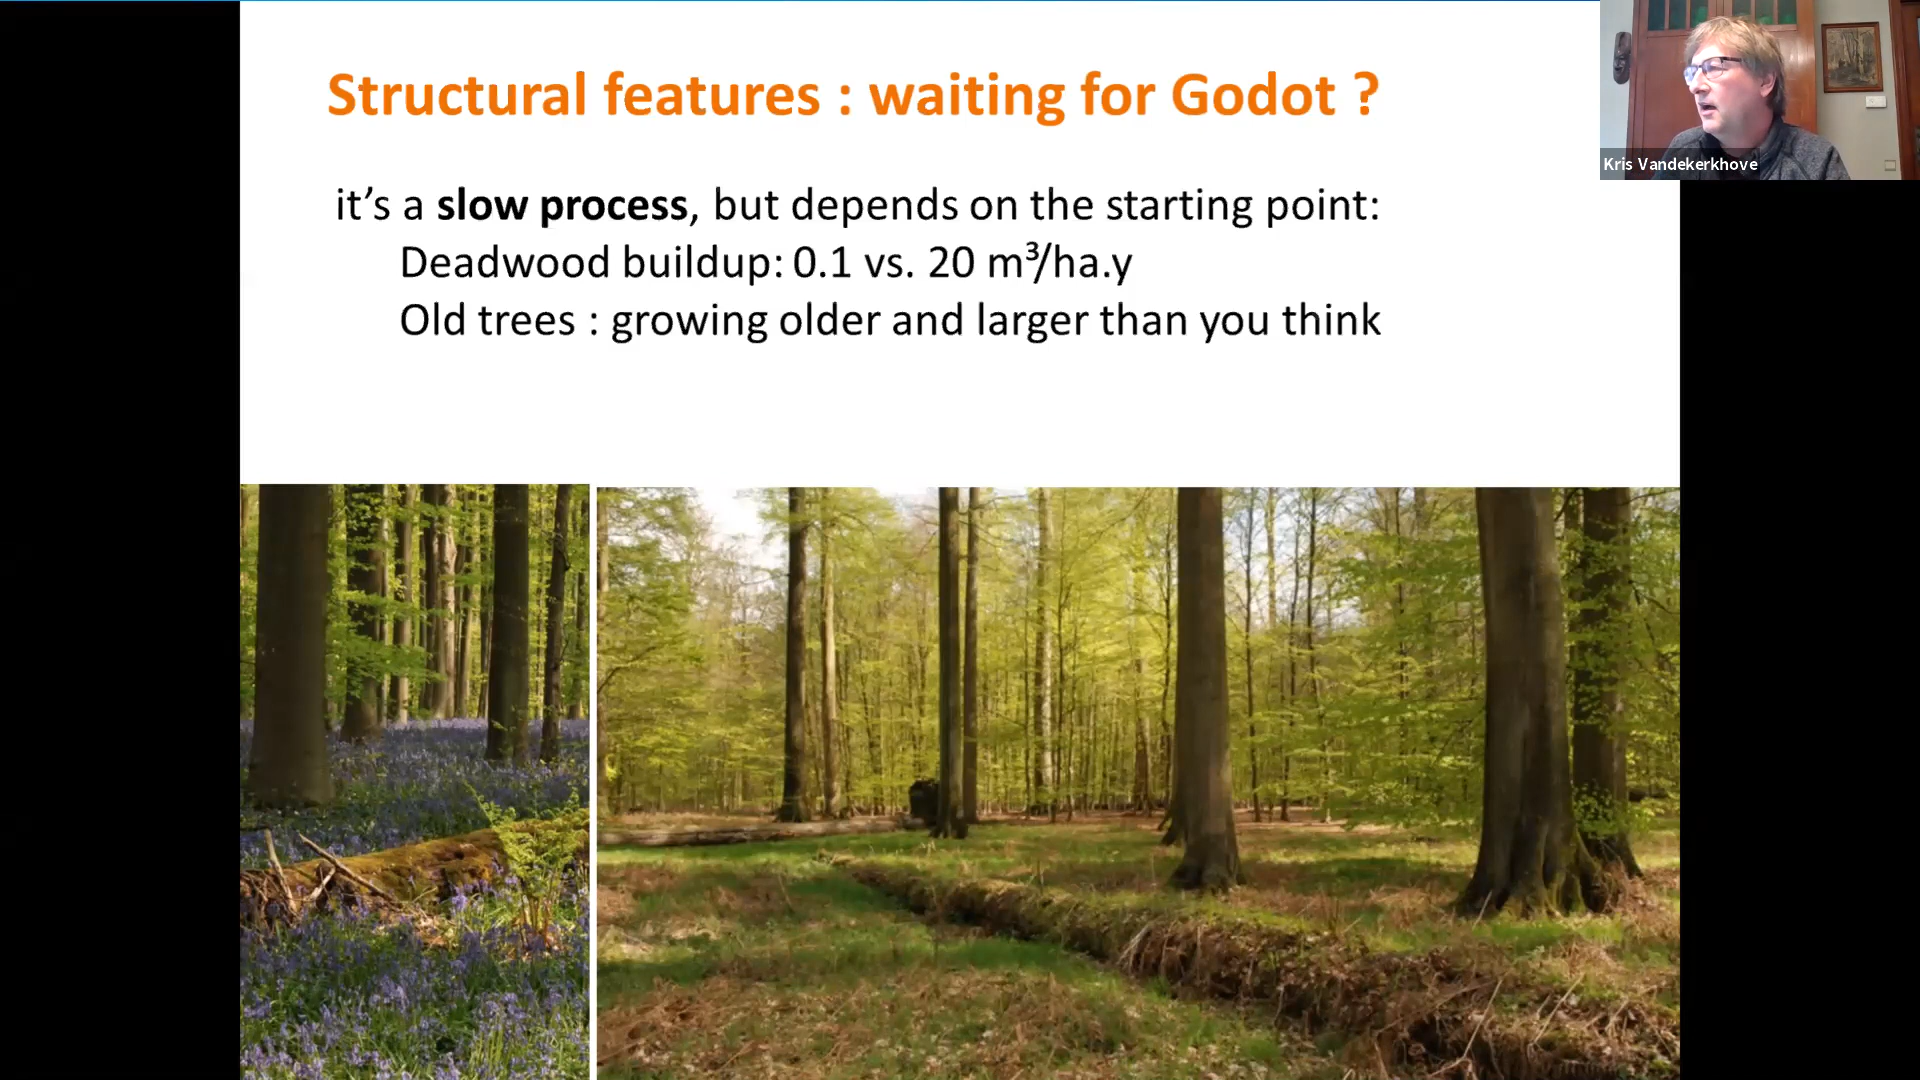 Structural features : waiting for Godot ?
Kris Vandekerkhove
it’s a slow process, but depends on the starting point:
Deadwood buildup: 0.1 vs. 20 m³/ha.y
Old trees : growing older and larger than you think